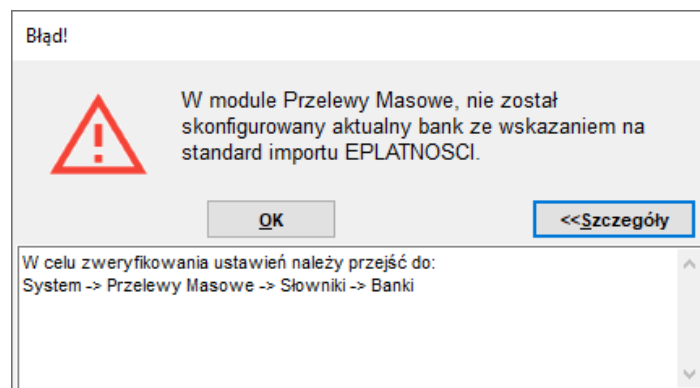 Błąd!
W module Przelewy Masowe, nie został
skonfigurowany aktualny bank ze wskazaniem na
standard importu EPLATNOSCI.
OK
<<Szczegóły
W celu zweryfikowania ustawień należy przejść do:
System -> Przelewy Masowe -> Słowniki -> Banki